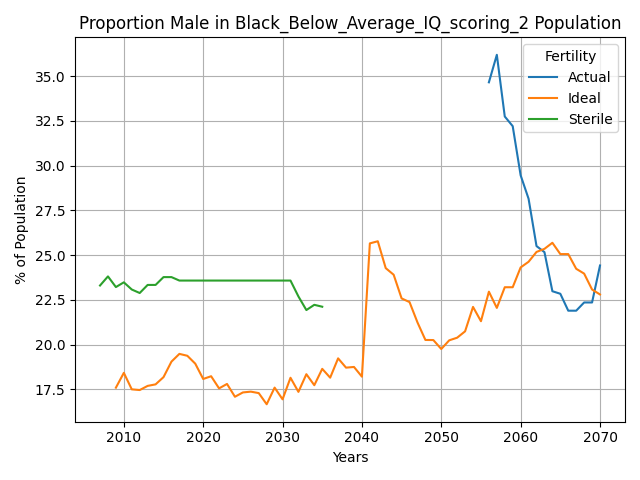 Proportion Male in Black_Below_Average_IQ_scoring_2 Population
Fertility
Actual
Ideal
Sterile
% of Population
35.0
32.5
30.0
27.5
25.0
22.5
20.0
17.5
2010 2020 2030 2040 2050 2060 2070
Years